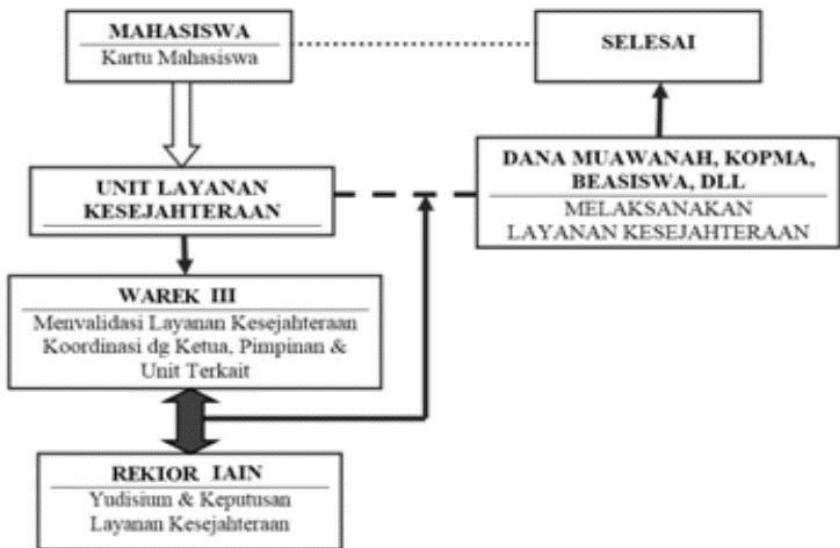 MAHASISWA
Kartu Mahasiswa
SELESAI
UNIT LAYANAN
KESEJAHTERAAN
DANA MUAWANAH, KOPMA,
BEASISWA, DLL
MELAKSANAKAN
LAYANAN KESEJAHTERAAN
WAREK III
Menvalidasi Layanan Kesejahteraan
Koordinasi dg Ketua, Pimpinan &
Unit Terkait
REKIOR IAIN
Yudisium & Keputusan
Layanan Kesejahteraan